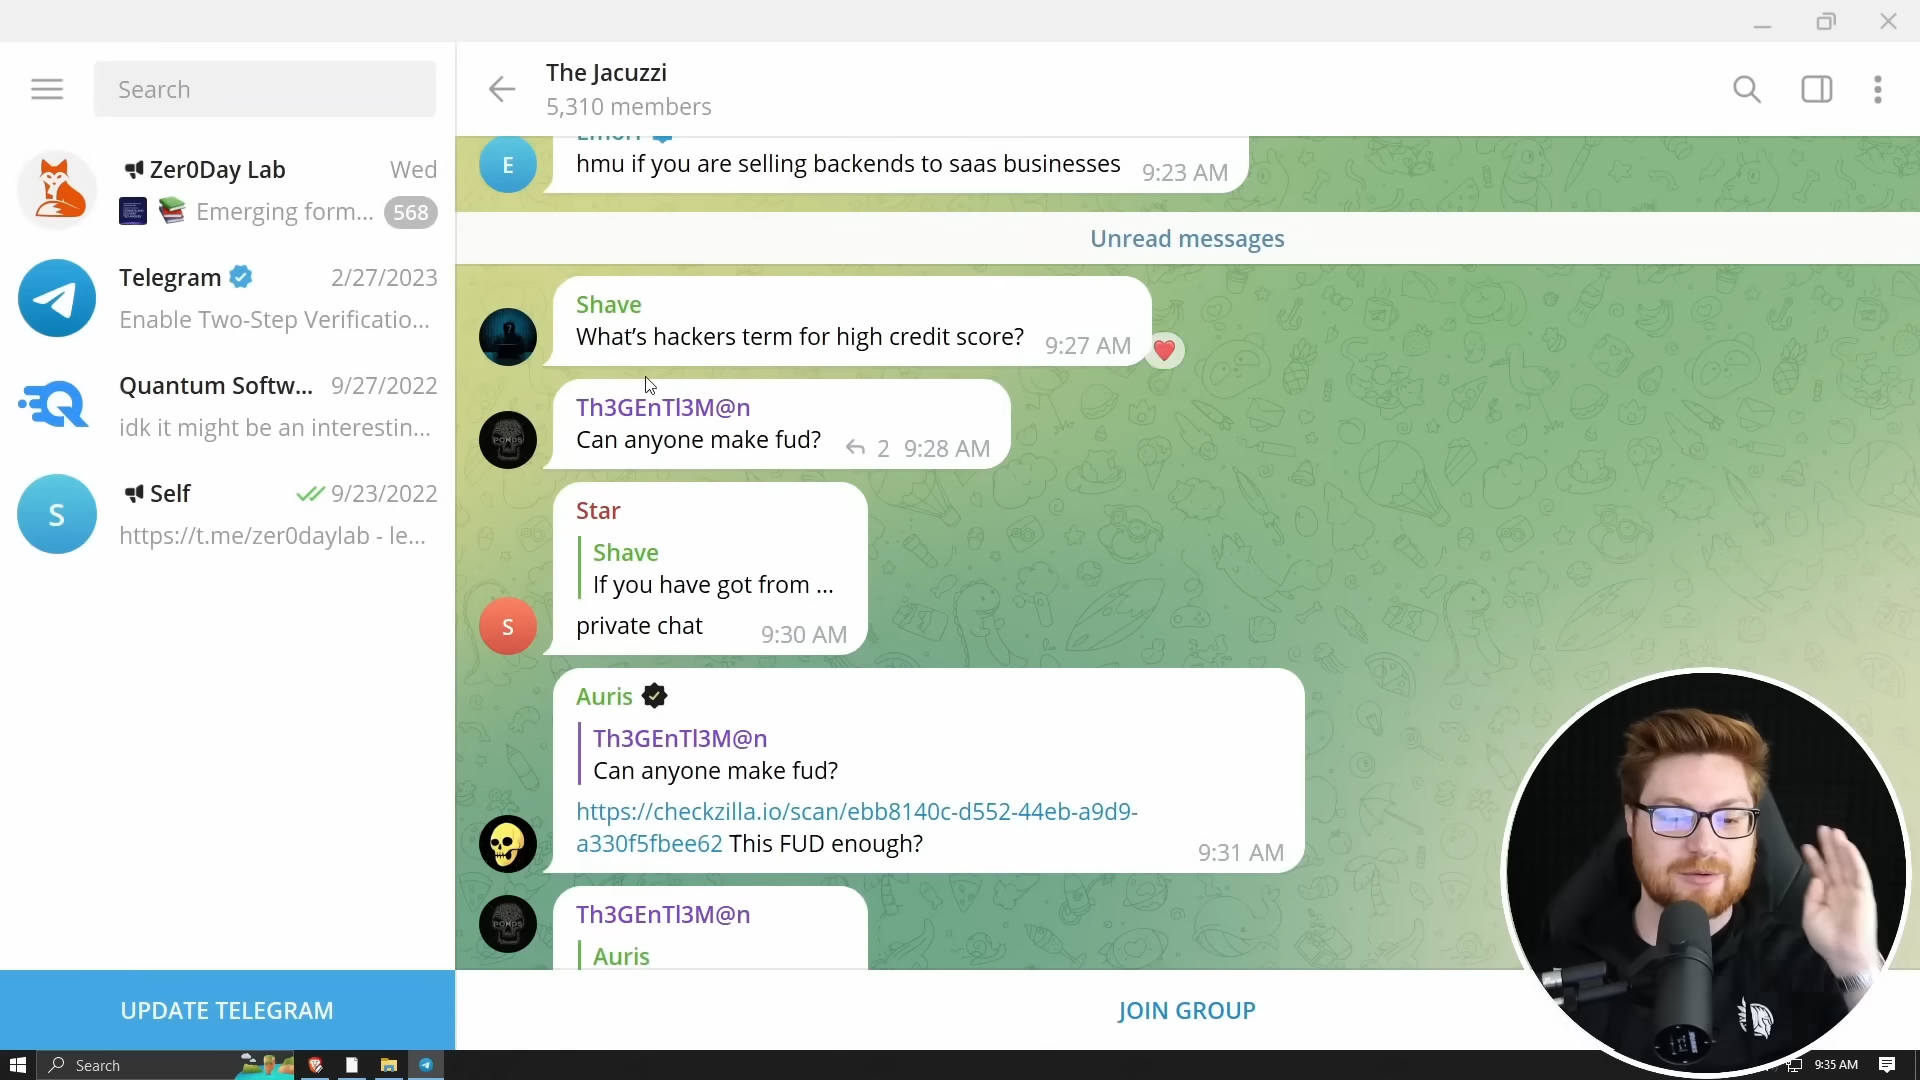 Search
Zer0Day Lab
Wed
Emerging form...
568
Telegram
2/27/2023
Enable Two-Step Verificatio...
Quantum Softw...
9/27/2022
idk it might be an interestin...
S
Self
9/23/2022
https://t.me/zer0daylab - le...
UPDATE TELEGRAM
The Jacuzzi
5,310 members
E
hmu if you are selling backends to saas businesses
9:23 AM
Unread messages
Shave
What's hackers term for high credit score?
9:27 AM
Th3GEnTl3M@n
Can anyone make fud?
2 9:28 AM
Star
Shave
If you have got from ...
S
private chat
9:30 AM
Auris
Th3GEnTl3M@n
Can anyone make fud?
https://checkzilla.io/scan/ebb8140c-d552-44eb-a9d9-
a330f5fbee62 This FUD enough?
9:31 AM
Th3GEnTl3M@n
Auris
JOIN GROUP
Search
9:35 AM